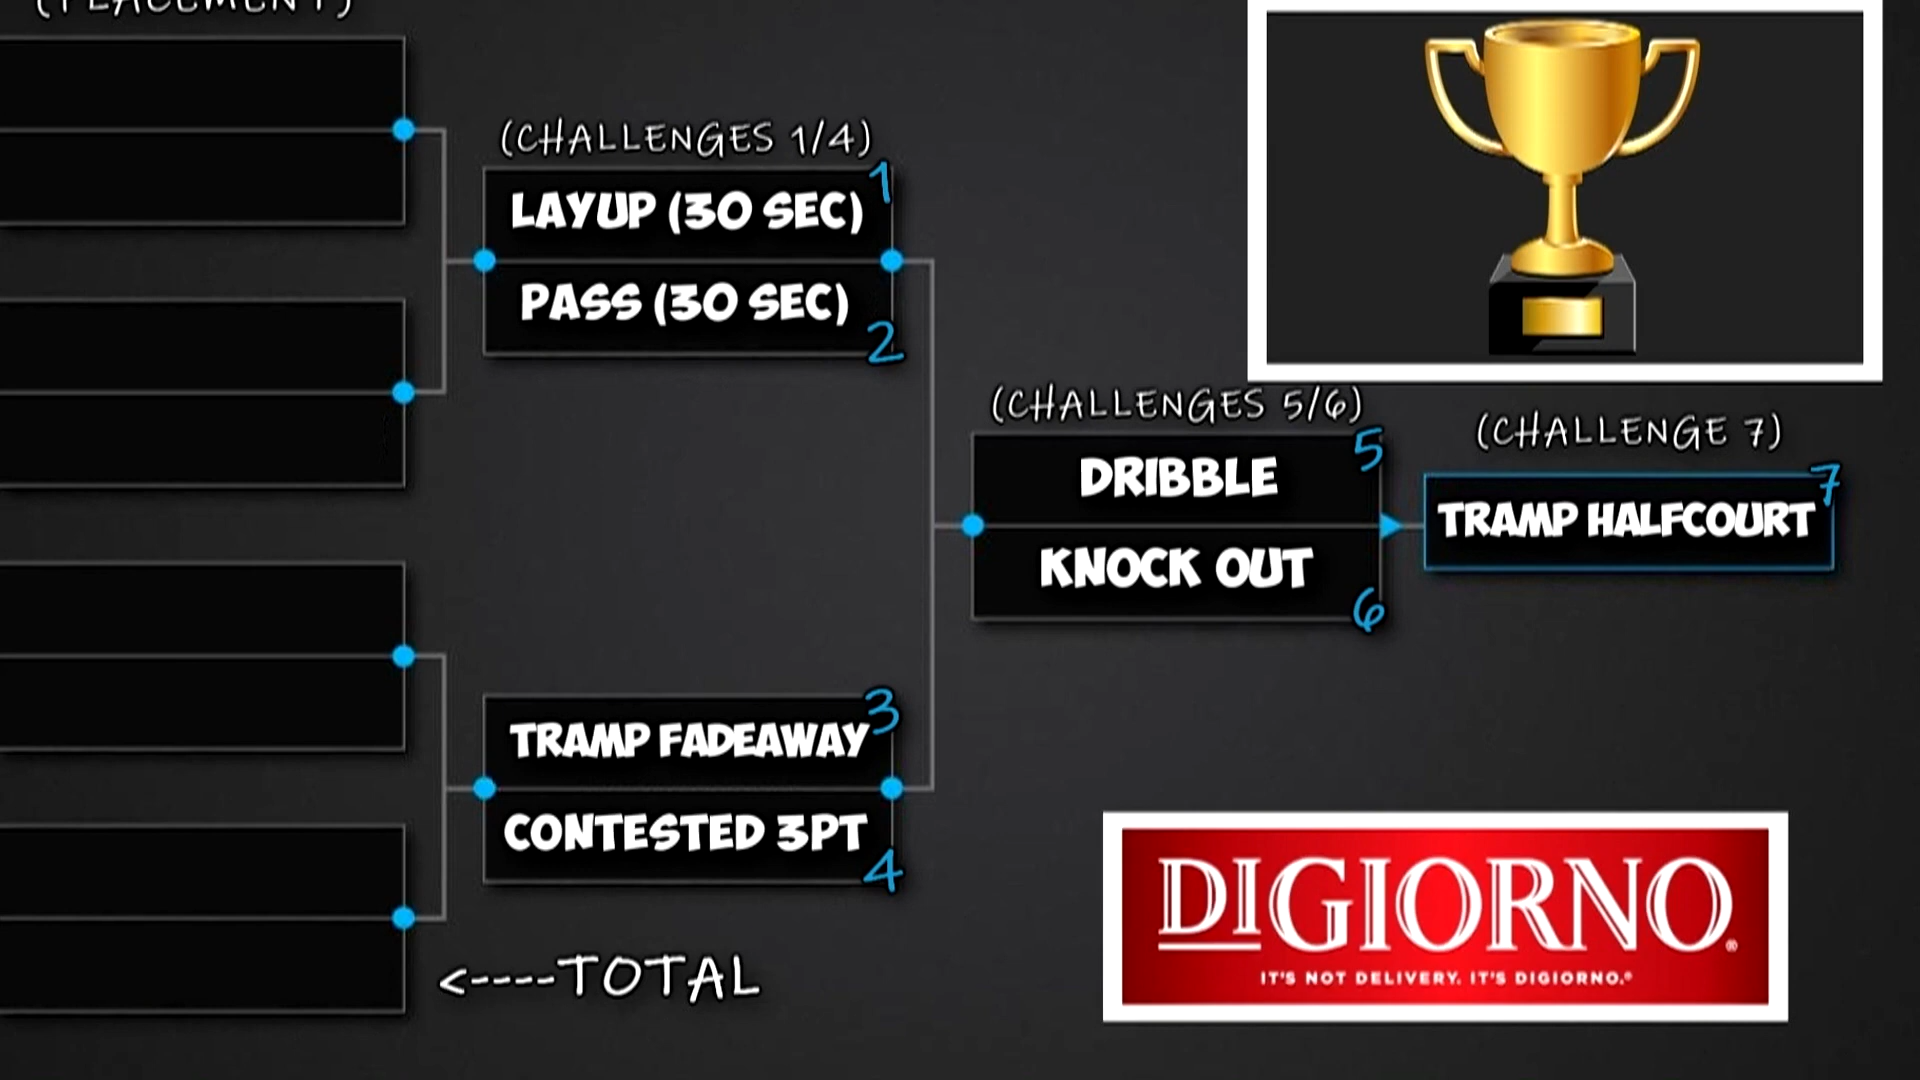 (PLACEMENT)
(CHALLENGES 1/4)
LAYUP (30 SEC) 1
PASS (30 SEC) 2
(CHALLENGES 5/6)
DRIBBLE 5
KNOCK OUT 6
(CHALLENGE 7)
TRAMP HALFCOURT 7
TRAMP FADEAWAY 3
CONTESTED 3PT 4
<----TOTAL
DIGIORNO®
IT'S NOT DELIVERY. IT'S DIGIORNO.®